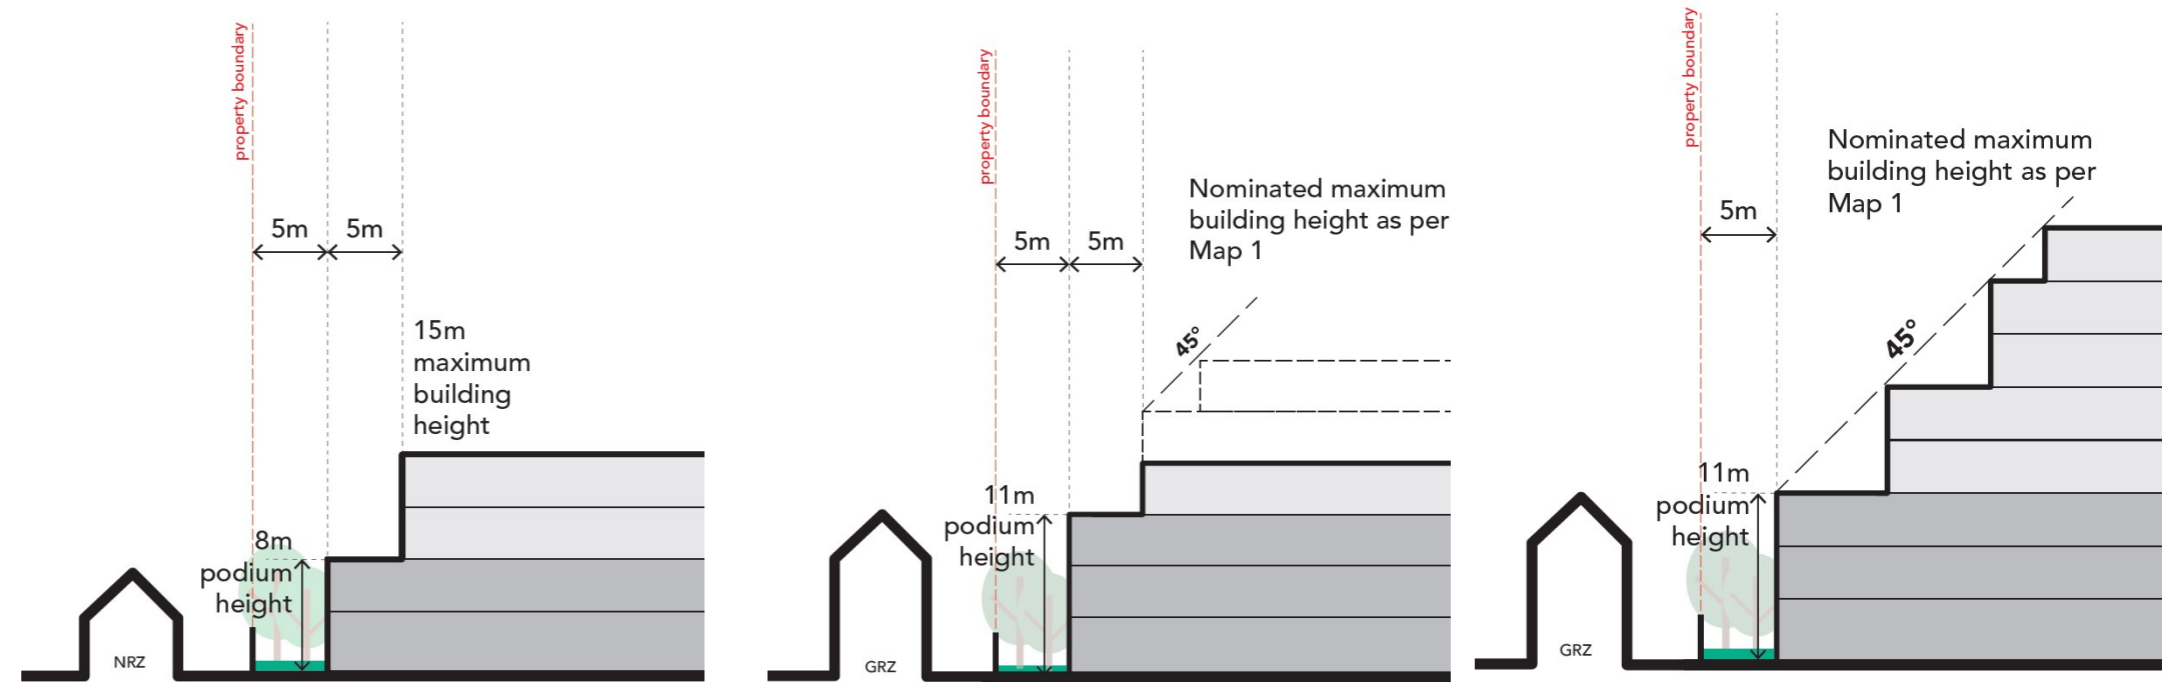 property boundary
5m
5m
15m
maximum
building
height
8m
podium
height
NRZ
property boundary
5m
5m
Nominated maximum
building height as per
Map 1
45°
11m
podium
height
GRZ
property boundary
5m
Nominated maximum
building height as per
Map 1
45°
11m
podium
height
GRZ